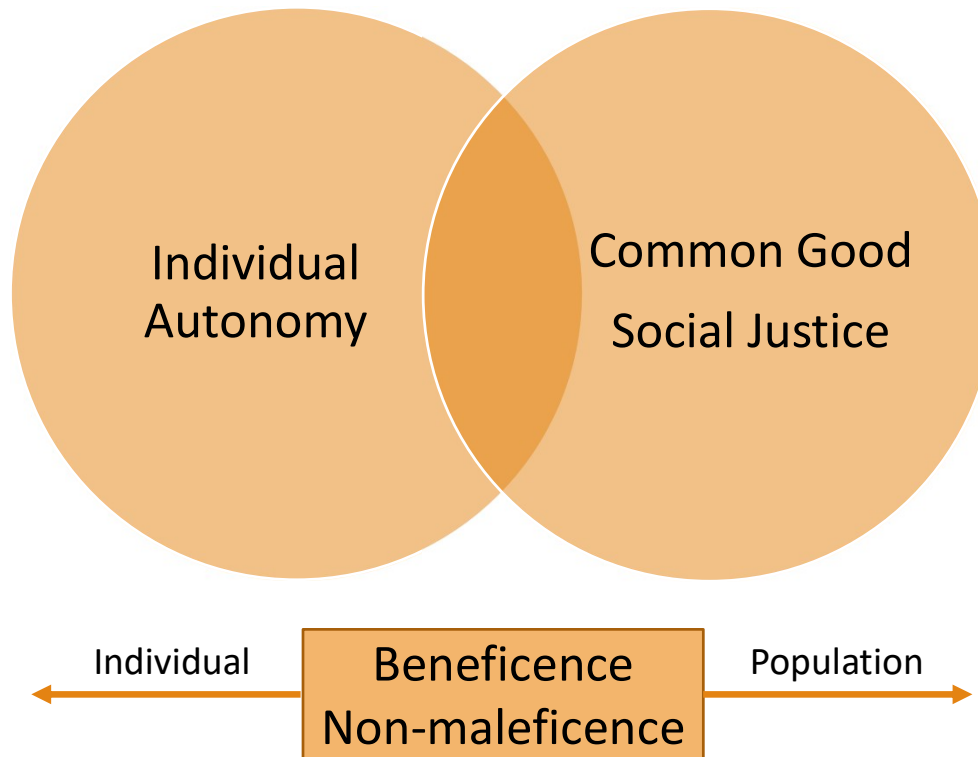 Individual
Autonomy
Common Good
Social Justice
Individual
Beneficence
Non-maleficence
Population